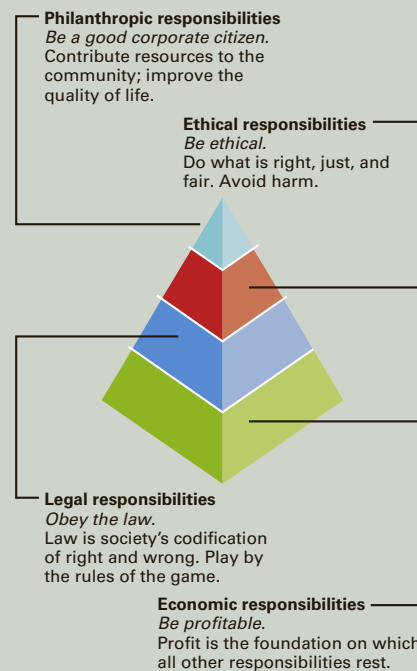 Philanthropic responsibilities
Be a good corporate citizen.
Contribute resources to the
community; improve the
quality of life.
Ethical responsibilities
Be ethical.
Do what is right, just, and
fair. Avoid harm.
Legal responsibilities
Obey the law.
Law is society's codification
of right and wrong. Play by
the rules of the game.
Economic responsibilities
Be profitable.
Profit is the foundation on which
all other responsibilities rest.